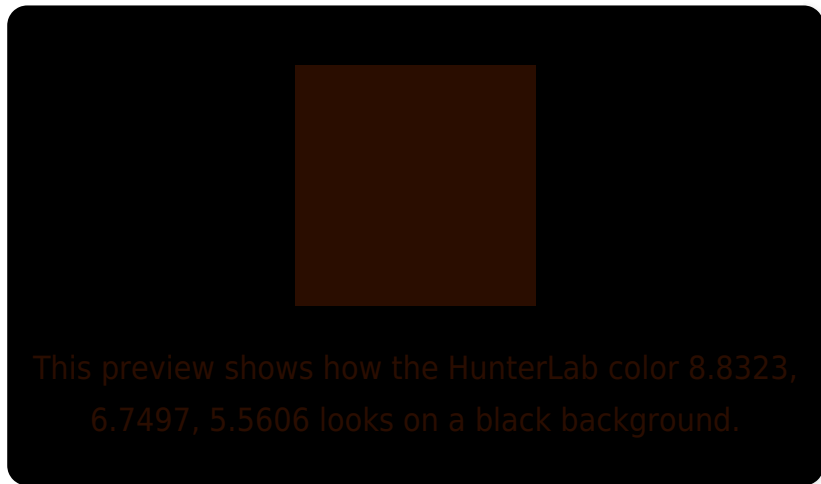 This preview shows how the HunterLab color 8.8323,
6.7497, 5.5606 looks on a black background.